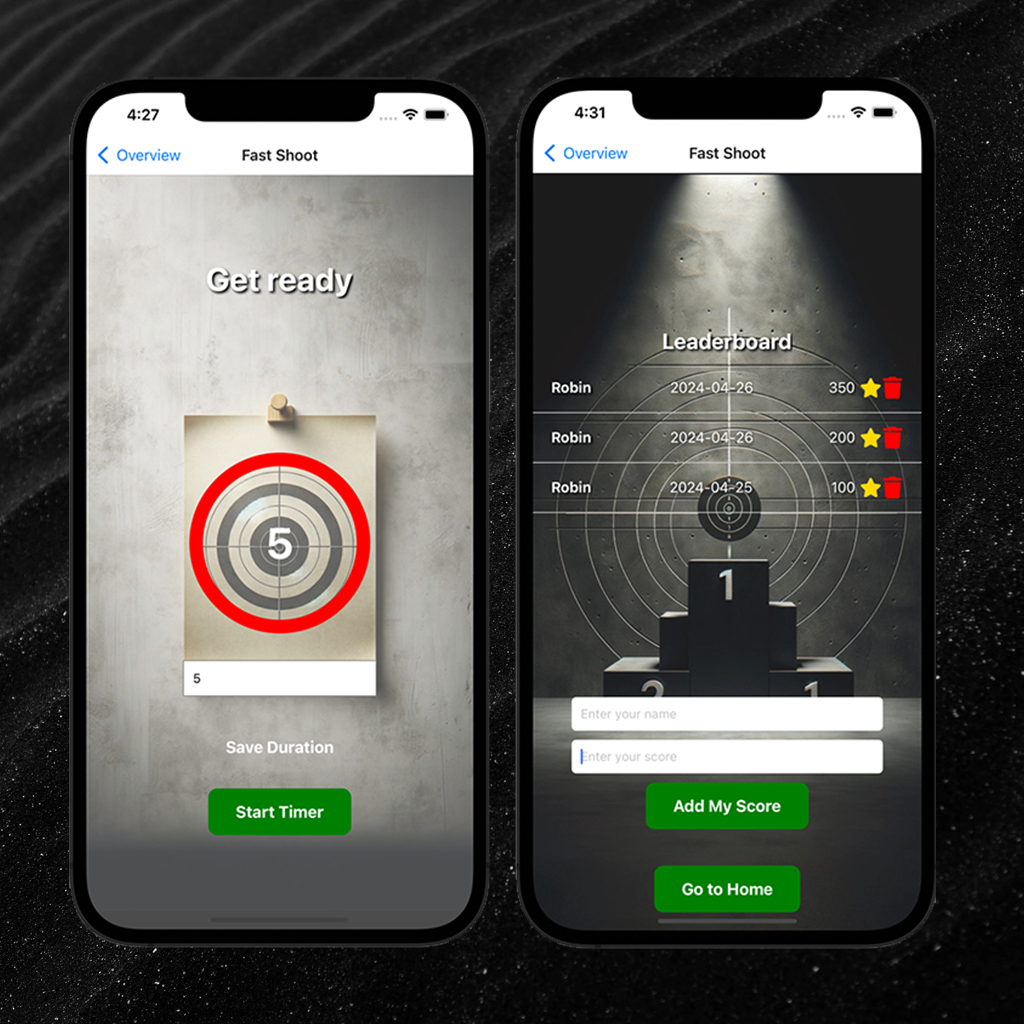 4:27
Overview
Fast Shoot
Get ready
5
5
Save Duration
Start Timer
4:31
Overview
Fast Shoot
Leaderboard
Robin 2024-04-26 350
Robin 2024-04-26 200
Robin 2024-04-25 100
1
2 1
Enter your name
Enter your score
Add My Score
Go to Home